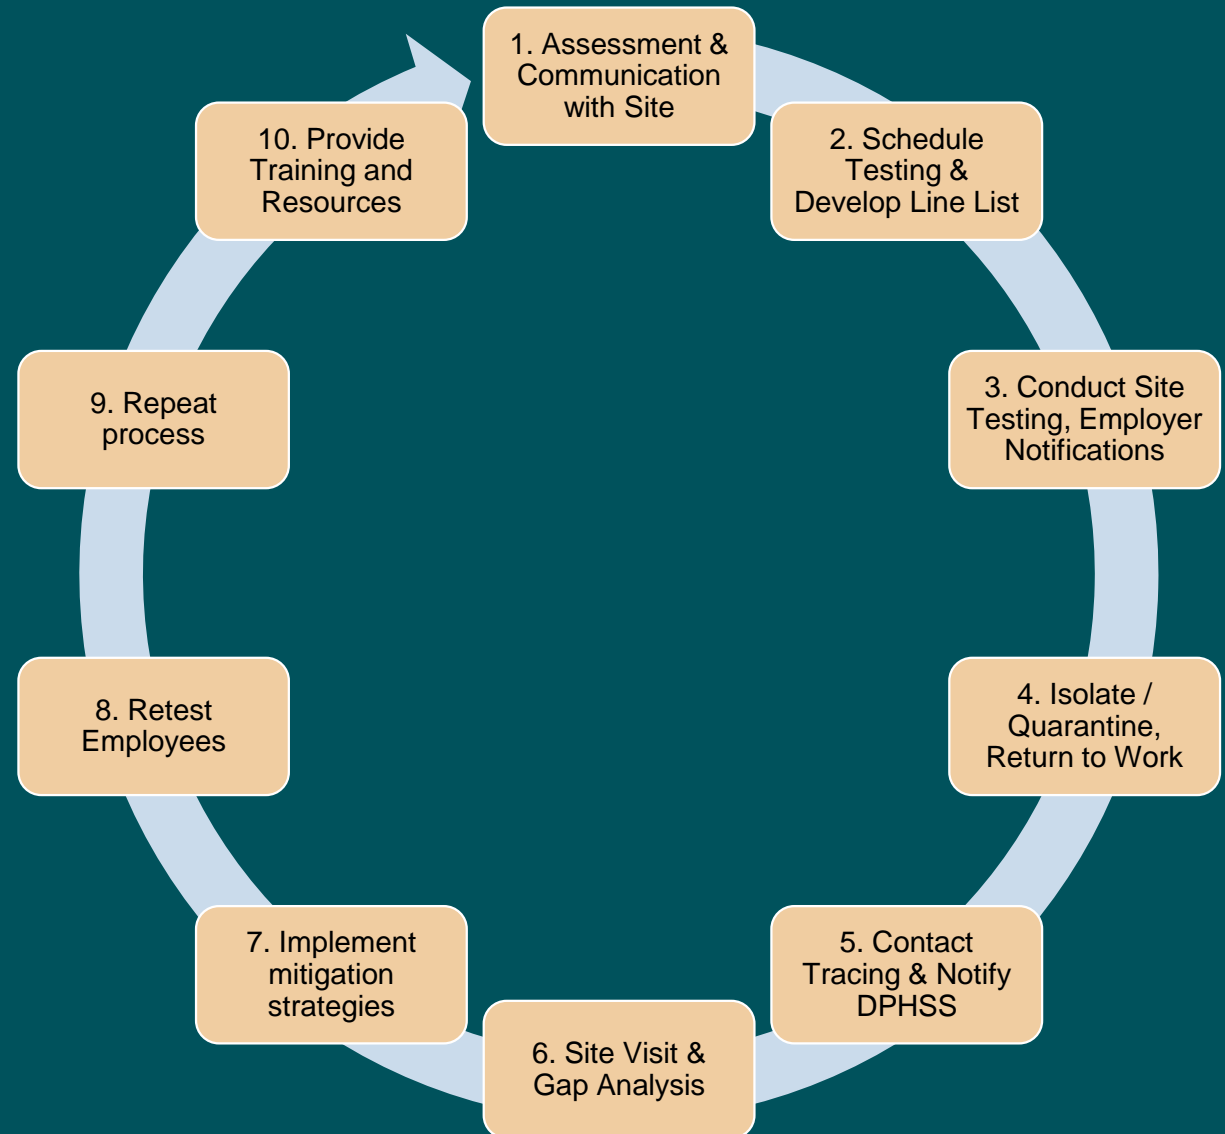 1. Assessment &
Communication
with Site
2. Schedule
Testing &
Develop Line List
3. Conduct Site
Testing, Employer
Notifications
4. Isolate /
Quarantine,
Return to Work
5. Contact
Tracing & Notify
DPHSS
6. Site Visit &
Gap Analysis
7. Implement
mitigation
strategies
8. Retest
Employees
9. Repeat
process
10. Provide
Training and
Resources